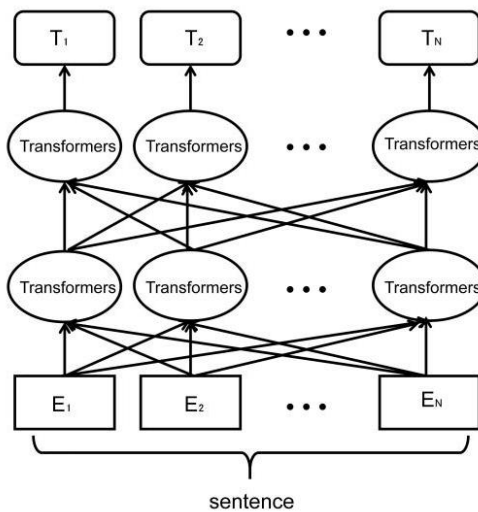 T1 T2 ••• TN
Transformers Transformers ••• Transformers
Transformers Transformers ••• Transformers
E1 E2 ••• EN
sentence